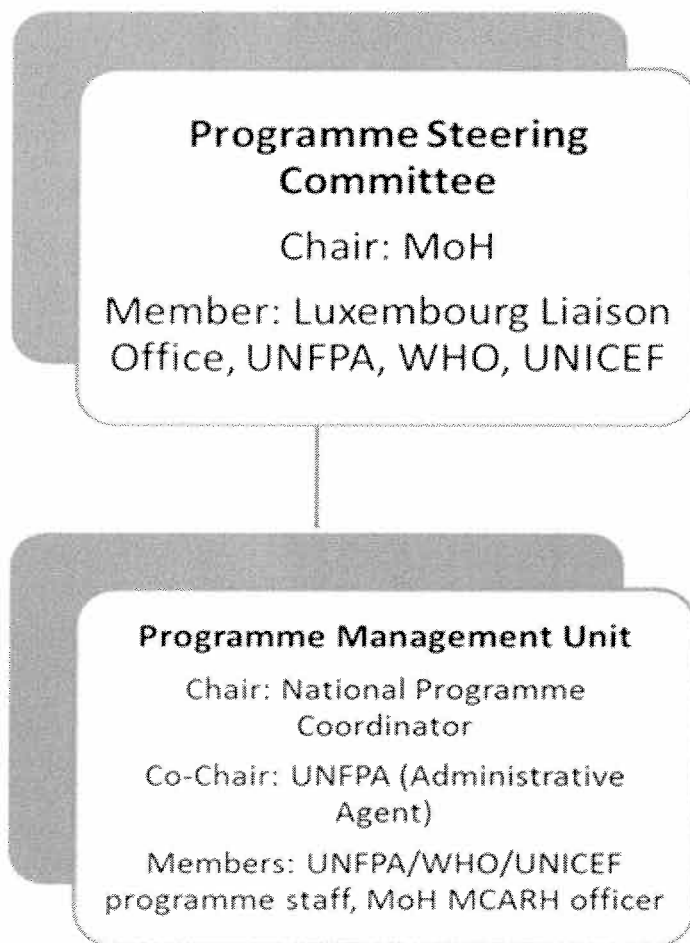 Programme Steering
Committee
Chair: MoH
Member: Luxembourg Liaison
Office, UNFPA, WHO, UNICEF
Programme Management Unit
Chair: National Programme
Coordinator
Co-Chair: UNFPA (Administrative
Agent)
Members: UNFPA/WHO/UNICEF
programme staff, MoH MCARH officer